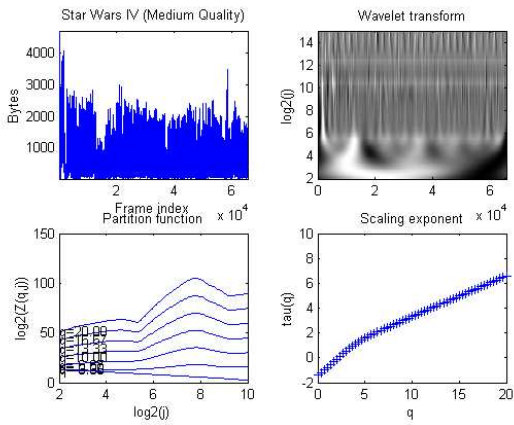 Star Wars IV (Medium Quality)
Bytes
4000
3000
2000
1000
2
4
6
Frame index
x 10^4
Wavelet transform
log2(j)
14
12
10
8
6
4
2
2
4
6
x 10^4
Partition function
log2(Z(q,j))
150
100
50
0
2
4
6
8
10
log2(j)
Scaling exponent
tau(q)
8
6
4
2
0
-2
0
5
10
15
20
q